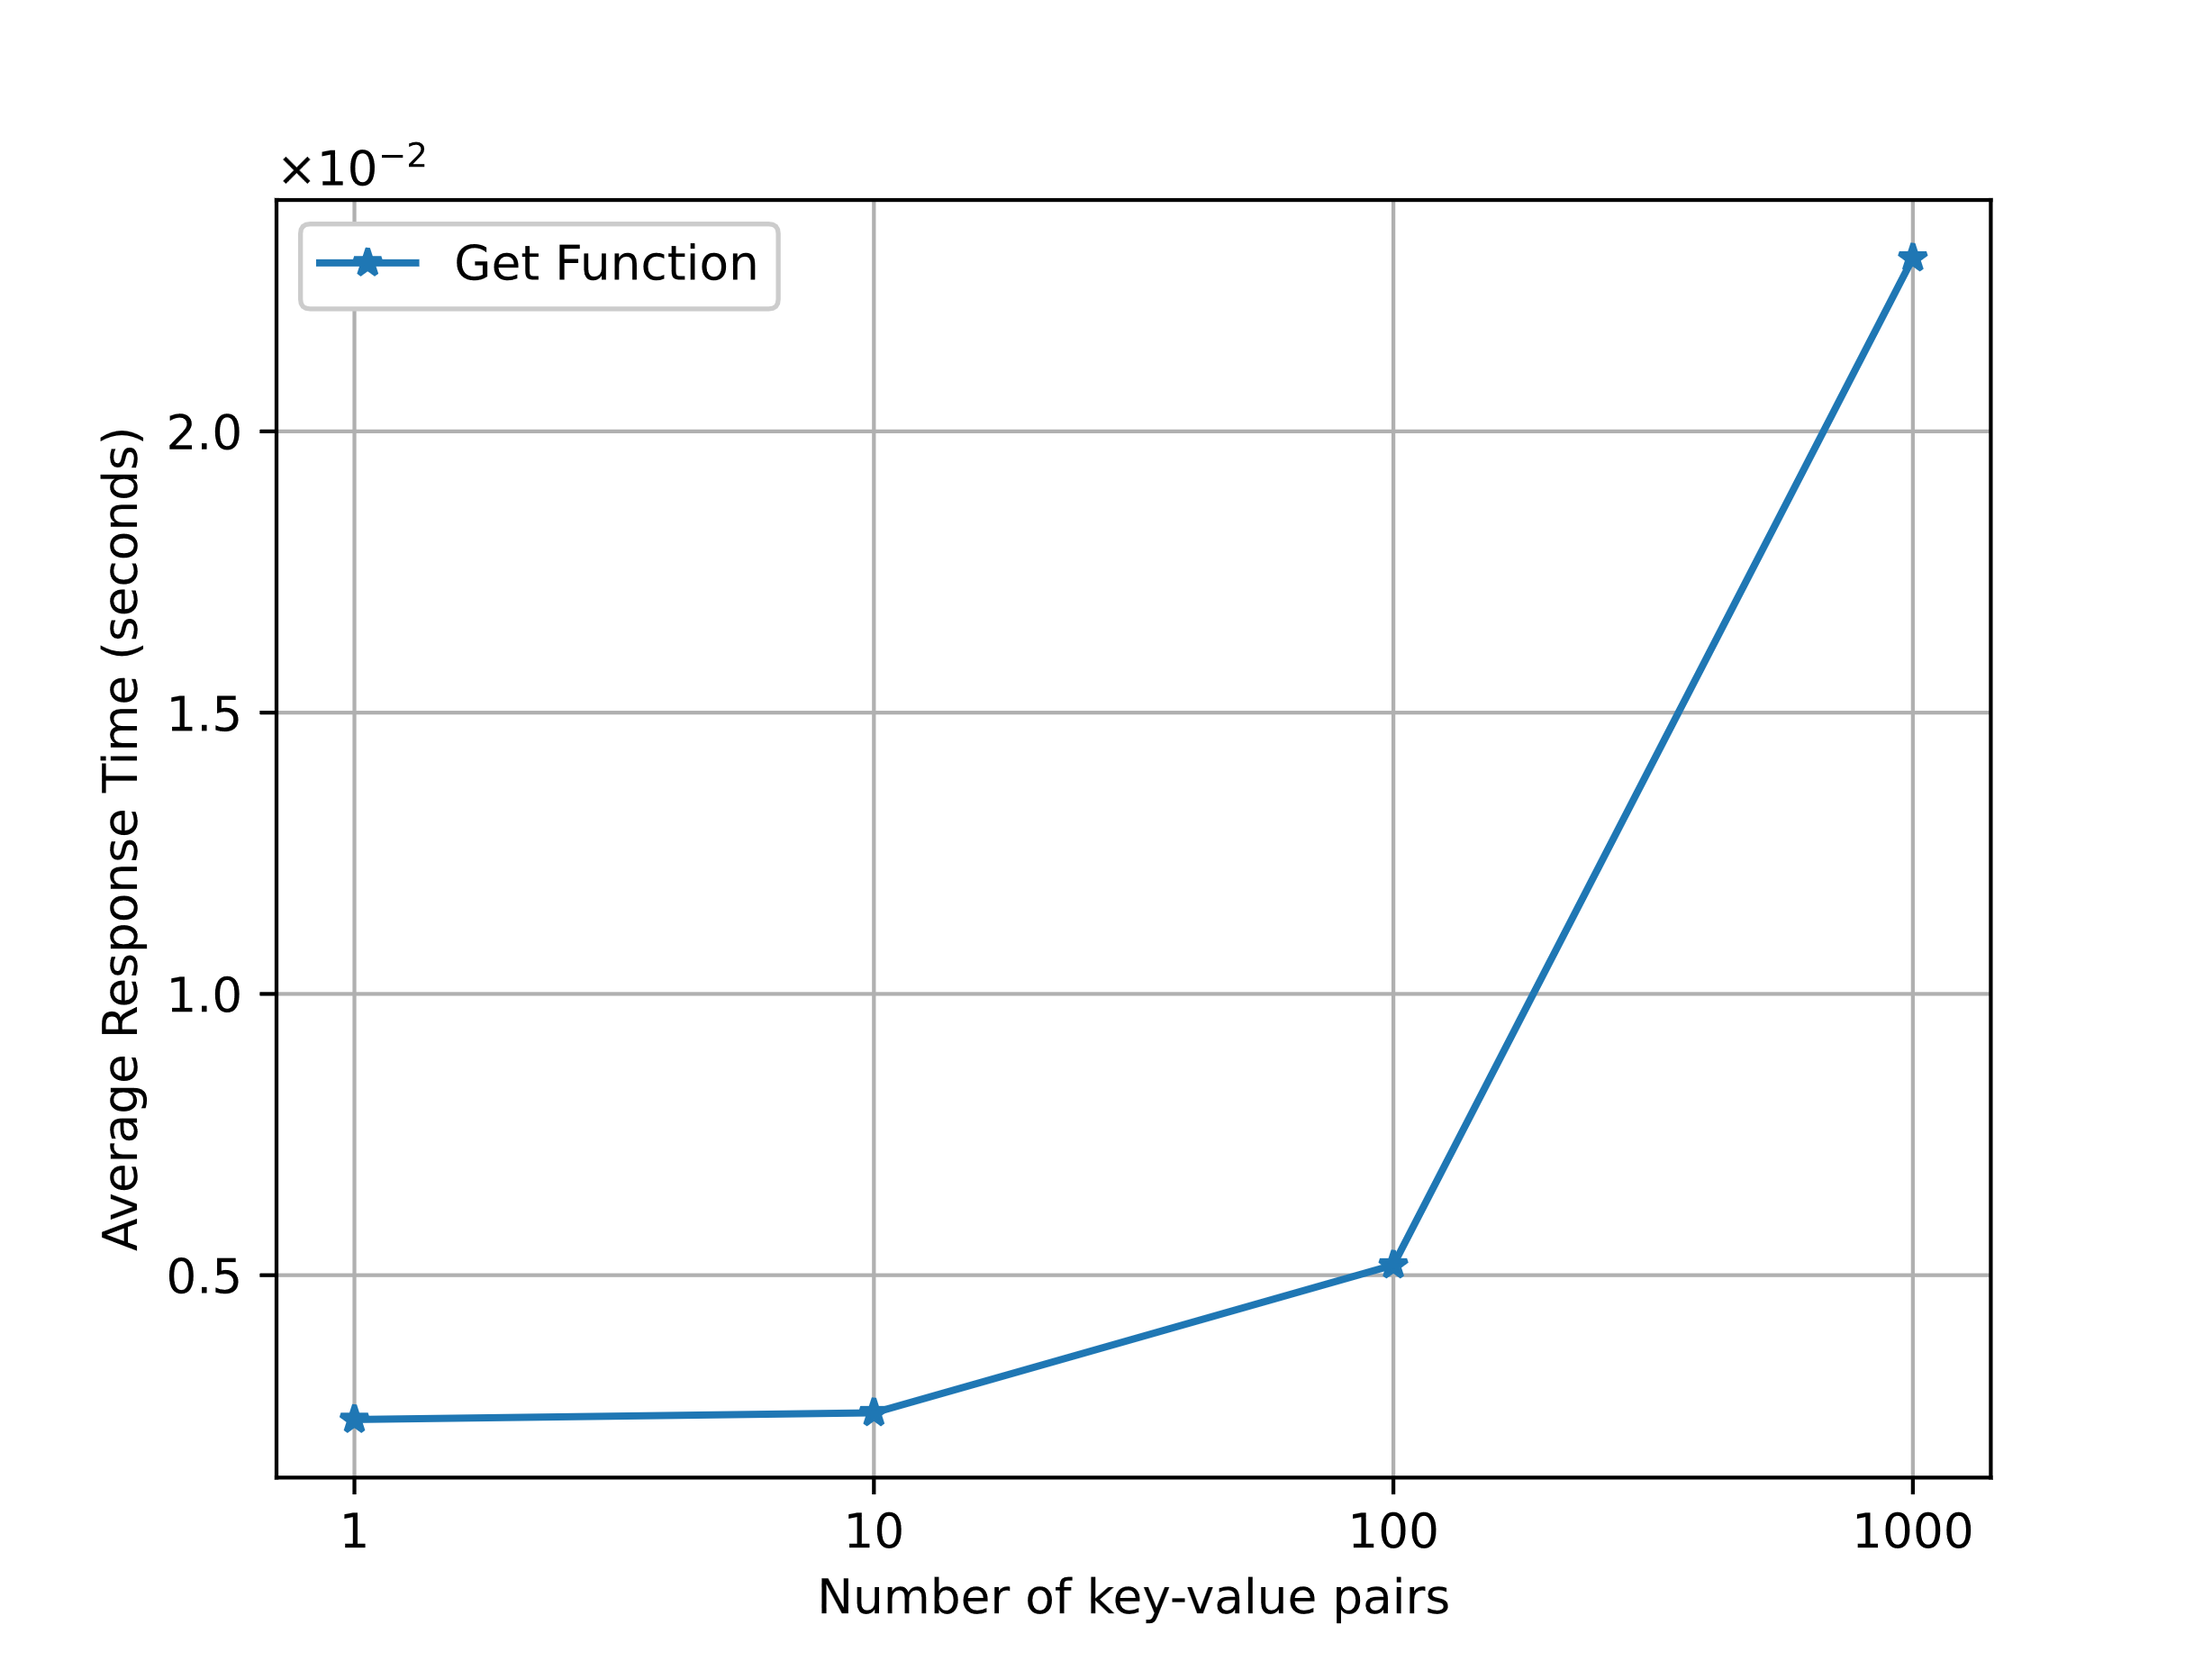 ×10⁻²
Get Function
2.0
1.5
1.0
0.5
Average Response Time (seconds)
1 10 100 1000
Number of key-value pairs